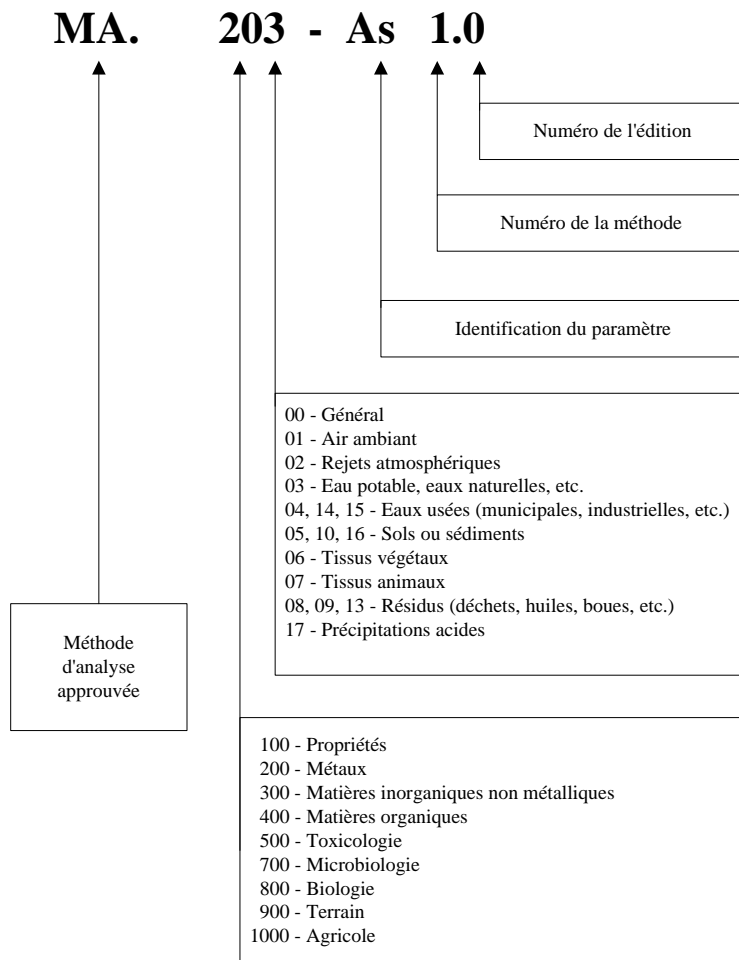 MA. 203 - As 1.0
Numéro de l'édition
Numéro de la méthode
Identification du paramètre
00 - Général
01 - Air ambiant
02 - Rejets atmosphériques
03 - Eau potable, eaux naturelles, etc.
04, 14, 15 - Eaux usées (municipales, industrielles, etc.)
05, 10, 16 - Sols ou sédiments
06 - Tissus végétaux
07 - Tissus animaux
08, 09, 13 - Résidus (déchets, huiles, boues, etc.)
17 - Précipitations acides
Méthode
d'analyse
approuvée
100 - Propriétés
200 - Métaux
300 - Matières inorganiques non métalliques
400 - Matières organiques
500 - Toxicologie
700 - Microbiologie
800 - Biologie
900 - Terrain
1000 - Agricole